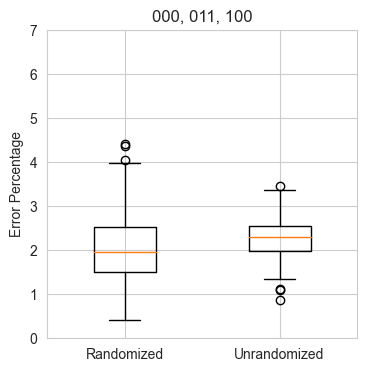 000, 011, 100
Error Percentage
7
6
5
4
3
2
1
0
Randomized
Unrandomized